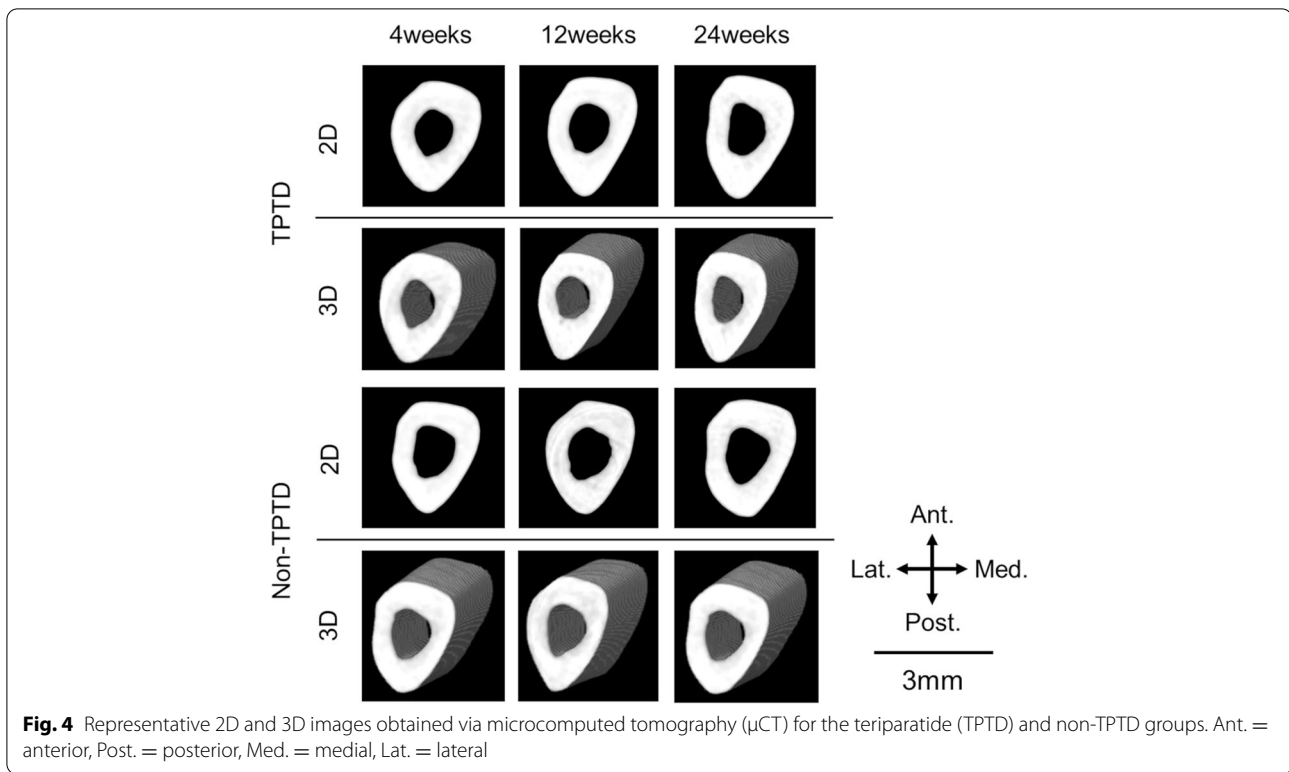 4weeks 12weeks 24weeks
TPTD
2D
3D
Non-TPTD
2D
3D
Ant.
Lat. Med.
Post.
3mm
Fig. 4 Representative 2D and 3D images obtained via microcomputed tomography (μCT) for the teriparatide (TPTD) and non-TPTD groups. Ant. =
anterior, Post. = posterior, Med. = medial, Lat. = lateral